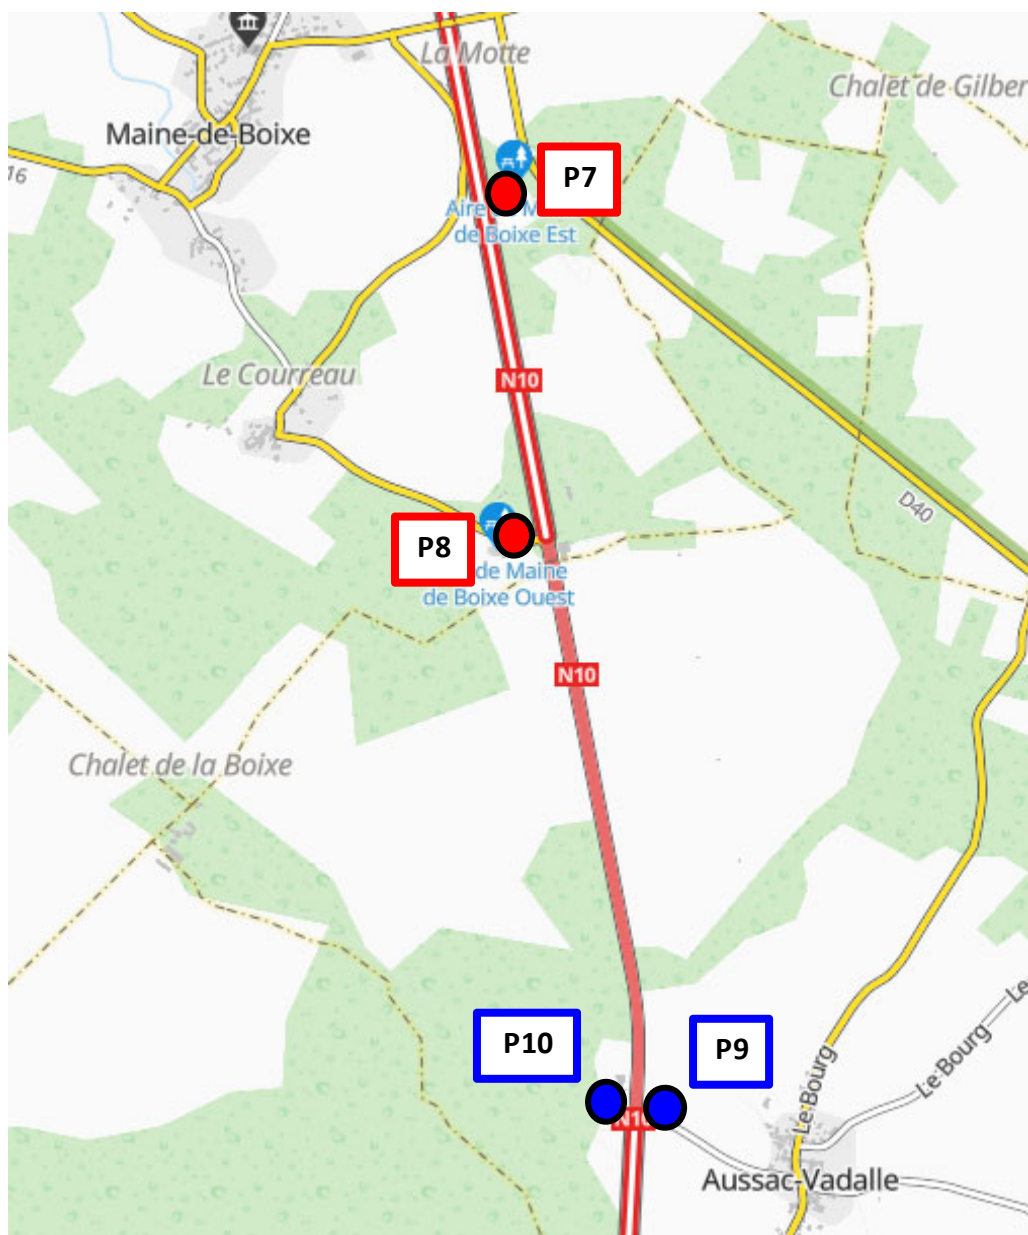 La Motte
Chalet de Gilber
Maine-de-Boixe
16
P7
Aire
M
de Boixe Est
Le Courreau
N10
D40
P8
de Maine
de Boixe Ouest
N10
Chalet de la Boixe
Le
P10
P9
Le Bourg
Le Bourg
N10
Aussac-Vadalle